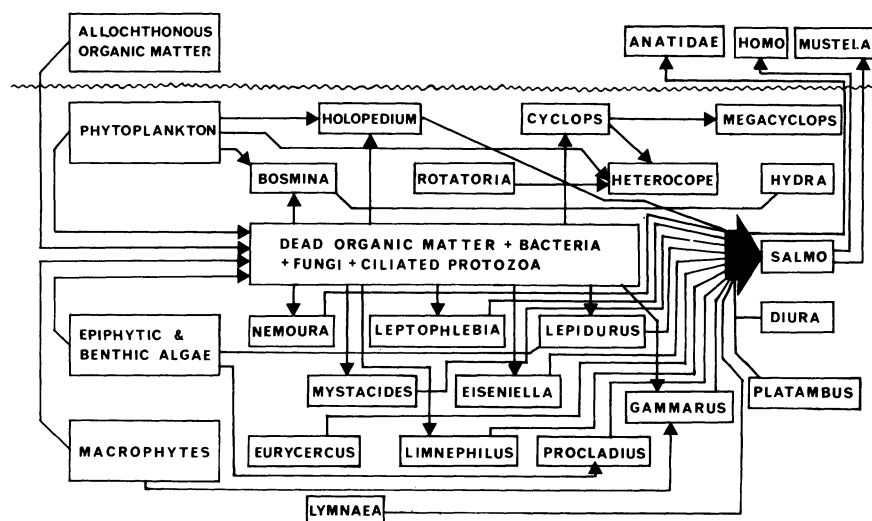 ALLOCHTHONOUS
ORGANIC MATTER
ANATIDAE
HOMO
MUSTELA
PHYTOPLANKTON
HOLOPEDIUM
CYCLOPS
MEGACYCLOPS
BOSMINA
ROTATORIA
HETEROCOPE
HYDRA
DEAD ORGANIC MATTER + BACTERIA
+ FUNGI + CILIATED PROTOZOA
SALMO
NEMOURA
LEPTOPHLEBIA
LEPIDURUS
DIURA
EPIPHYTIC &
BENTHIC ALGAE
MYSTACIDES
EISENIELLA
GAMMARUS
PLATAMBUS
MACROPHYTES
EURYCERCUS
LIMNEPHILUS
PROCLADIUS
LYMNAEA